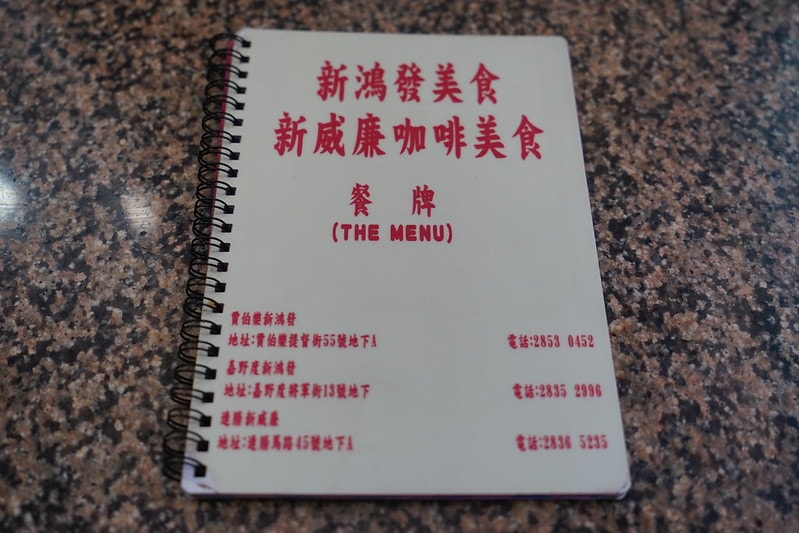 新鴻發美食
新威廉咖啡美食
餐牌
(THE MENU)
賈伯樂新鴻發
地址:賈伯樂提督街55號地下A 電話:2853 0452
嘉野度新鴻發
地址:嘉野度將軍街13號地下 電話:2835 2996
連勝新威廉
地址:連勝馬路45號地下A 電話:2836 5235